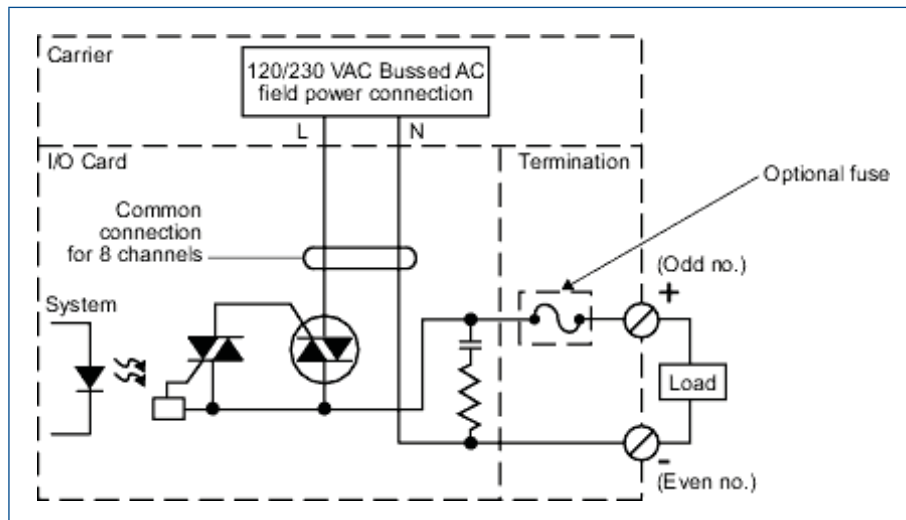 Carrier
120/230 VAC Bussed AC
field power connection
L
N
I/O Card
Termination
Optional fuse
Common
connection
for 8 channels
(Odd no.)
+
System
Load
-
(Even no.)